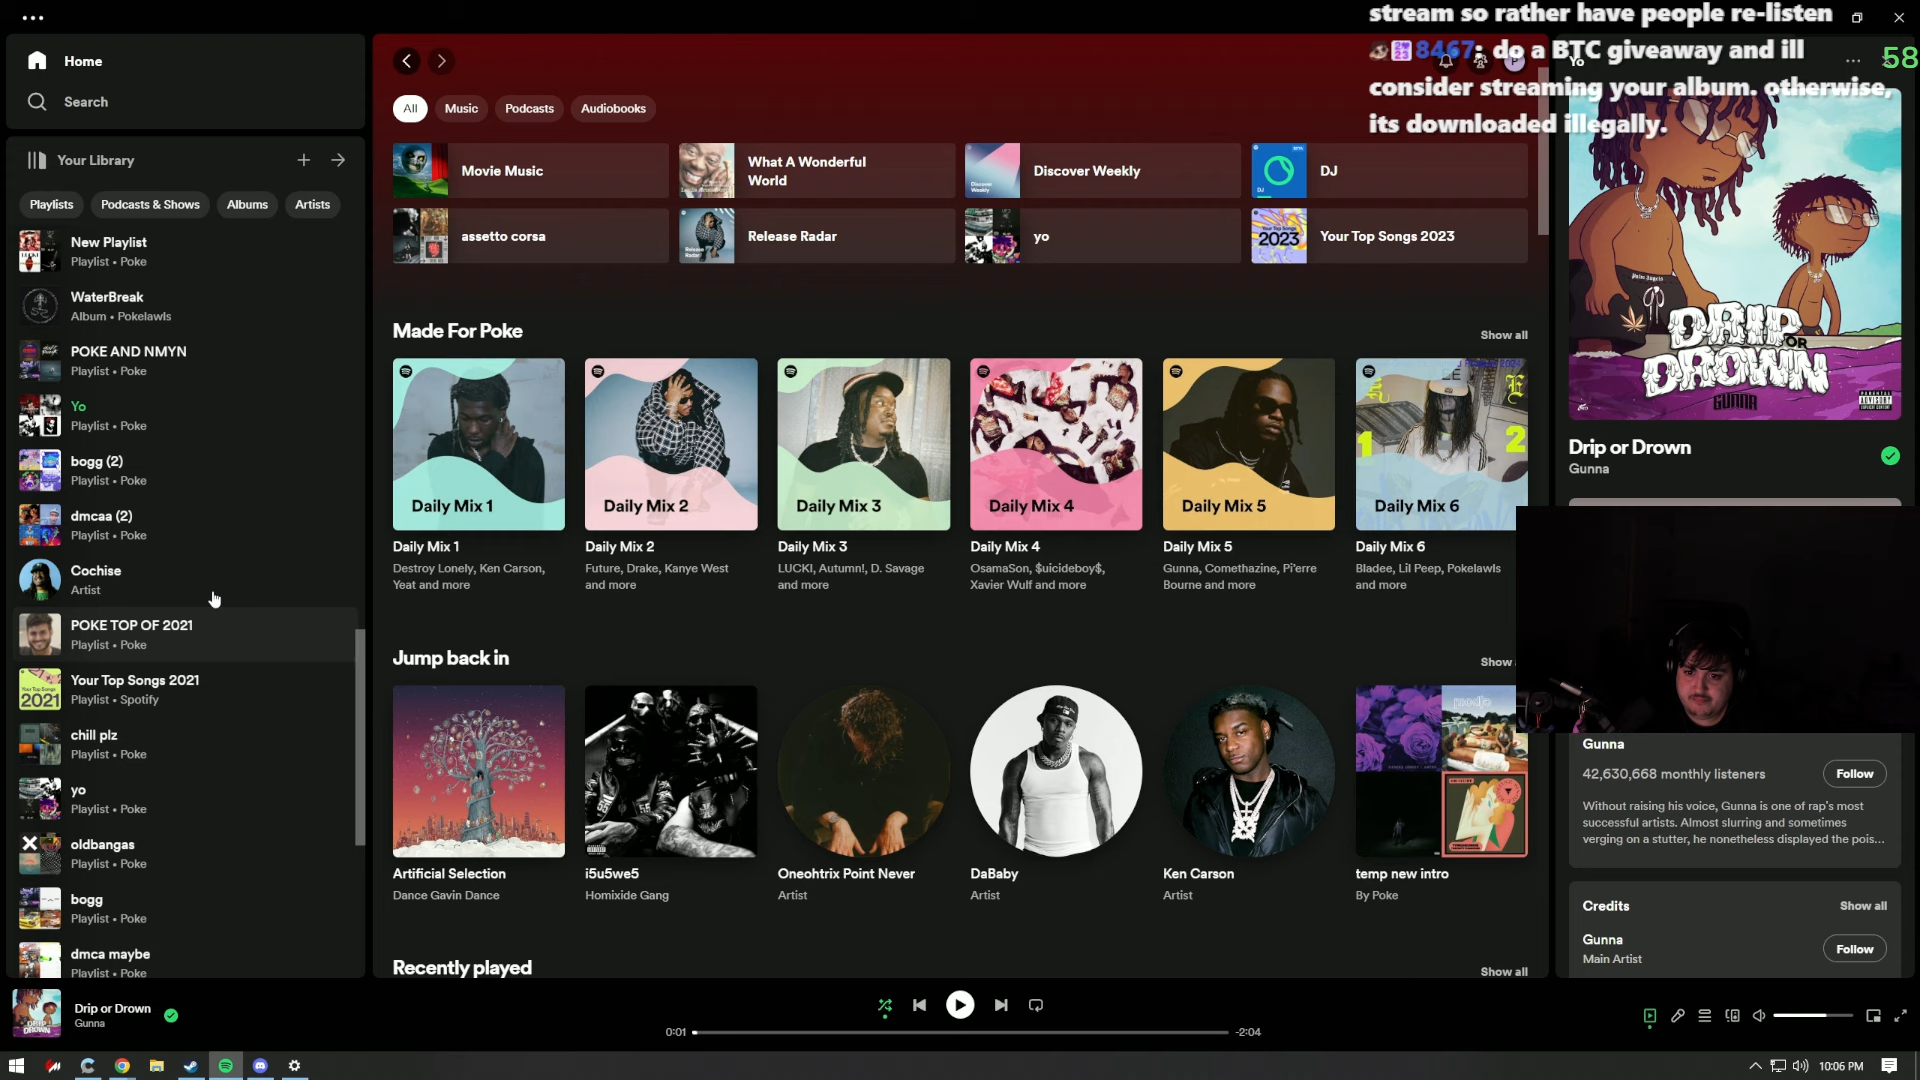 stream so rather have people re-listen
8467: do a BTC giveaway and ill
consider streaming your album. otherwise,
its downloaded illegally.
58
Home
Search
Your Library
Playlists
Podcasts & Shows
Albums
Artists
New Playlist
Playlist • Poke
WaterBreak
Album • Pokelawls
POKE AND NMYN
Playlist • Poke
Yo
Playlist • Poke
bogg (2)
Playlist • Poke
dmcaa (2)
Playlist • Poke
Cochise
Artist
POKE TOP OF 2021
Playlist • Poke
Your Top Songs 2021
Playlist • Spotify
chill plz
Playlist • Poke
yo
Playlist • Poke
oldbangas
Playlist • Poke
bogg
Playlist • Poke
dmca maybe
Playlist • Poke
All
Music
Podcasts
Audiobooks
P
Movie Music
What A Wonderful
World
Discover Weekly
DJ
assetto corsa
Release Radar
yo
Your Top Songs 2023
Made For Poke
Show all
Daily Mix 1
Daily Mix 2
Daily Mix 3
Daily Mix 4
Daily Mix 5
Daily Mix 6
Daily Mix 1
Destroy Lonely, Ken Carson,
Yeat and more
Daily Mix 2
Future, Drake, Kanye West
and more
Daily Mix 3
LUCKI, Autumn!, D. Savage
and more
Daily Mix 4
OsamaSon, $uicideboy$,
Xavier Wulf and more
Daily Mix 5
Gunna, Comethazine, Pi'erre
Bourne and more
Daily Mix 6
Bladee, Lil Peep, Pokelawls
and more
Jump back in
Show
Artificial Selection
Dance Gavin Dance
i5u5we5
Homixide Gang
Oneohtrix Point Never
Artist
DaBaby
Artist
Ken Carson
Artist
temp new intro
By Poke
Recently played
Show all
Yo
DRIP OR DROWN
GUNNA
Drip or Drown
Gunna
Gunna
42,630,668 monthly listeners
Follow
Without raising his voice, Gunna is one of rap's most
successful artists. Almost slurring and sometimes
verging on a stutter, he nonetheless displayed the pois...
Credits
Show all
Gunna
Main Artist
Follow
Drip or Drown
Gunna
0:01
-2:04
10:06 PM